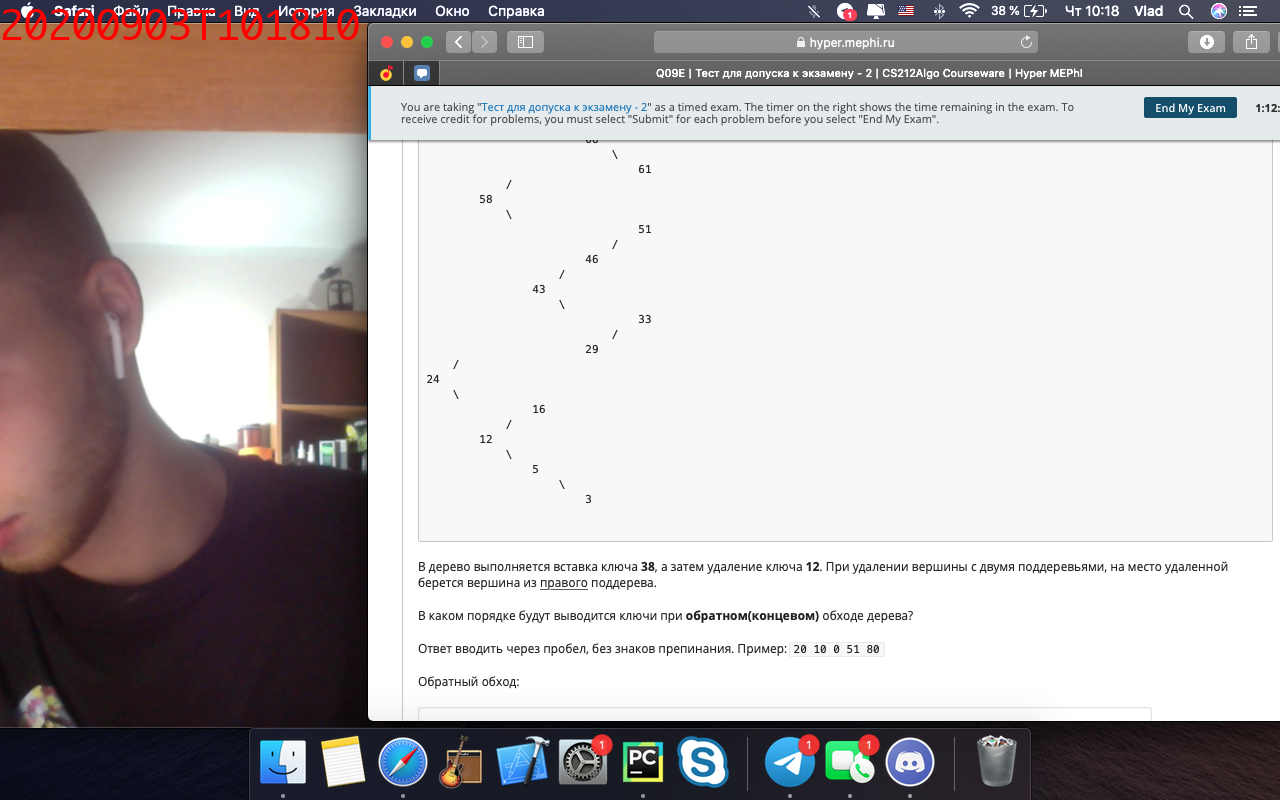 20200903T101810
Safari Файл Правка Вид История Закладки Окно Справка
38 % Чт 10:18 Vlad
hyper.mephi.ru
Q09E | Тест для допуска к экзамену - 2 | CS212Algo Courseware | Hyper MEPhI
You are taking "Тест для допуска к экзамену - 2" as a timed exam. The timer on the right shows the time remaining in the exam. To
receive credit for problems, you must select "Submit" for each problem before you select "End My Exam".
End My Exam
1:12:
\
61
/
58
\
51
/
46
/
43
\
33
/
29
/
24
\
16
/
12
\
5
\
3
В дерево выполняется вставка ключа 38, а затем удаление ключа 12. При удалении вершины с двумя поддеревьями, на место удаленной
берется вершина из правого поддерева.
В каком порядке будут выводится ключи при обратном(концевом) обходе дерева?
Ответ вводить через пробел, без знаков препинания. Пример: 20 10 0 51 80
Обратный обход:
1
1
1
1
PC